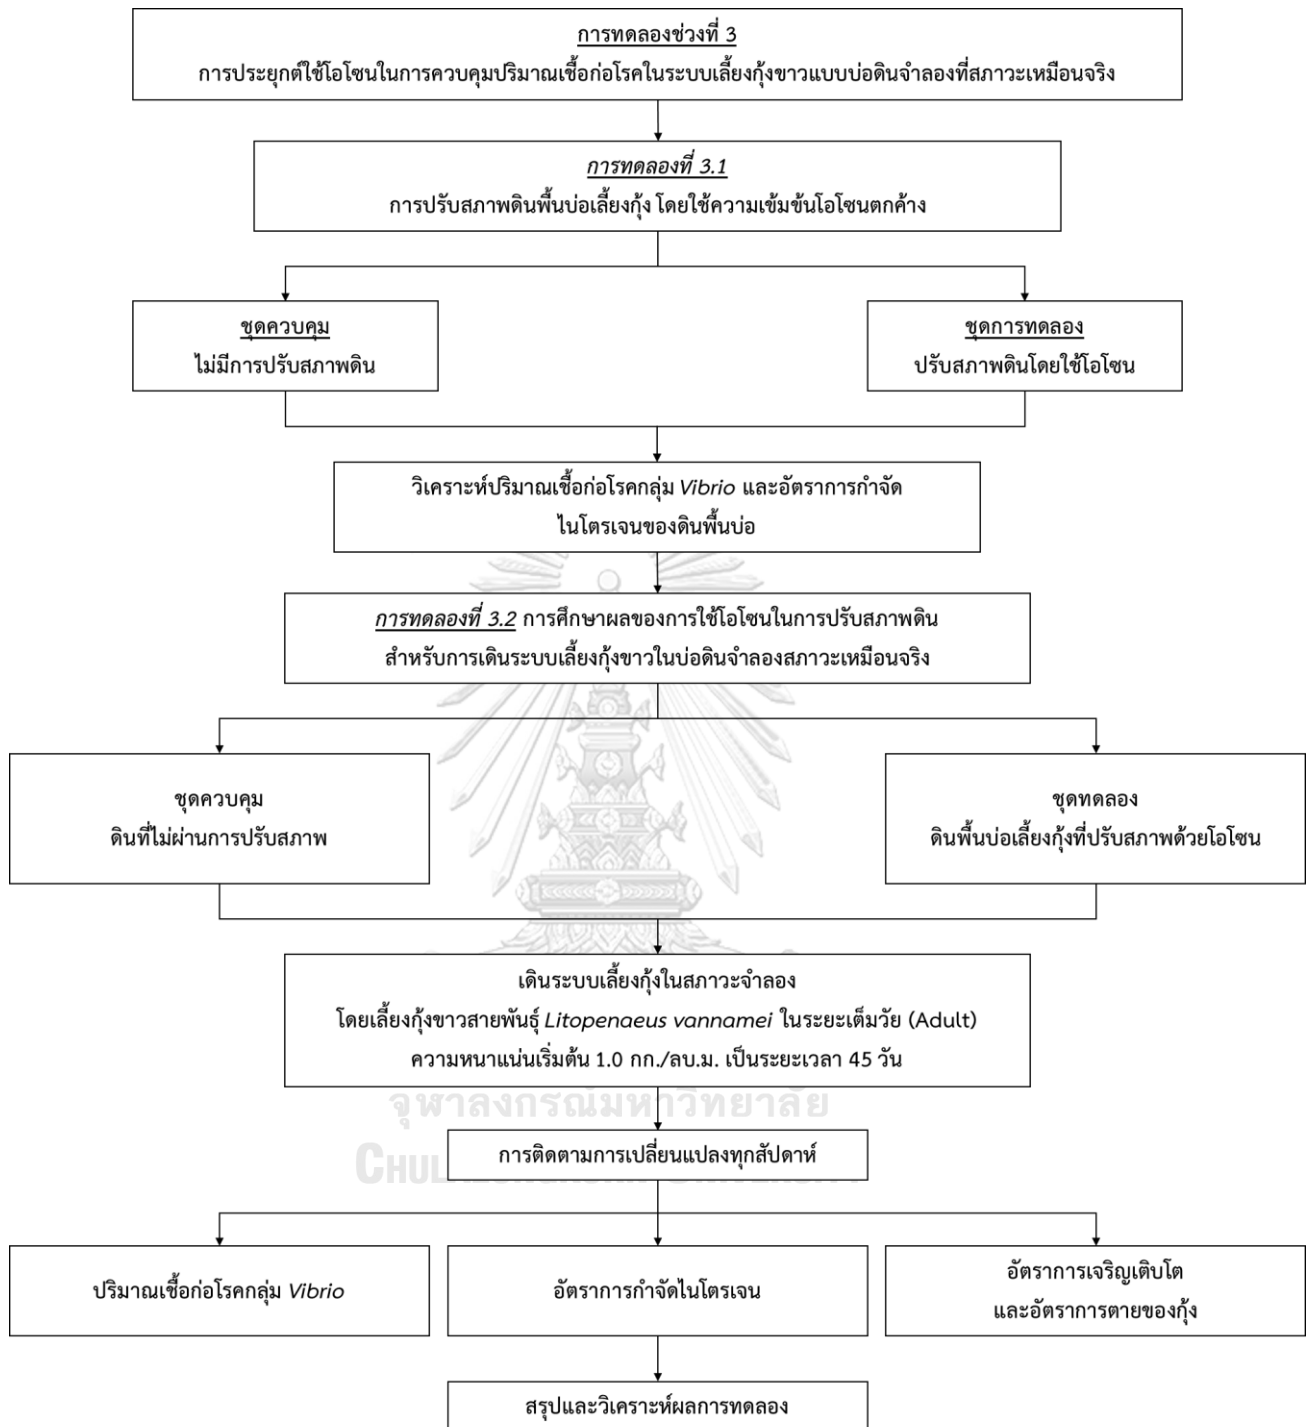 การทดลองช่วงที่ 3
การประยุกต์ใช้โอโซนในการควบคุมปริมาณเชื้อก่อโรคในระบบเลี้ยงกุ้งขาวแบบบ่อดินจำลองที่สภาวะเหมือนจริง
การทดลองที่ 3.1
การปรับสภาพดินพื้นบ่อเลี้ยงกุ้ง โดยใช้ความเข้มข้นโอโซนตกค้าง
ชุดควบคุม
ไม่มีการปรับสภาพดิน
ชุดการทดลอง
ปรับสภาพดินโดยใช้โอโซน
วิเคราะห์ปริมาณเชื้อก่อโรคกลุ่ม Vibrio และอัตราการกำจัด
ไนโตรเจนของดินพื้นบ่อ
การทดลองที่ 3.2 การศึกษาผลของการใช้โอโซนในการปรับสภาพดิน
สำหรับการเดินระบบเลี้ยงกุ้งขาวในบ่อดินจำลองสภาวะเหมือนจริง
ชุดควบคุม
ดินที่ไม่ผ่านการปรับสภาพ
ชุดทดลอง
ดินพื้นบ่อเลี้ยงกุ้งที่ปรับสภาพด้วยโอโซน
เดินระบบเลี้ยงกุ้งในสภาวะจำลอง
โดยเลี้ยงกุ้งขาวสายพันธุ์ Litopenaeus vannamei ในระยะเต็มวัย (Adult)
ความหนาแน่นเริ่มต้น 1.0 กก./ลบ.ม. เป็นระยะเวลา 45 วัน
จุฬาลงกรณ์มหาวิทยาลัย
การติดตามการเปลี่ยนแปลงทุกสัปดาห์
ปริมาณเชื้อก่อโรคกลุ่ม Vibrio
อัตราการกำจัดไนโตรเจน
อัตราการเจริญเติบโต
และอัตราการตายของกุ้ง
สรุปและวิเคราะห์ผลการทดลอง